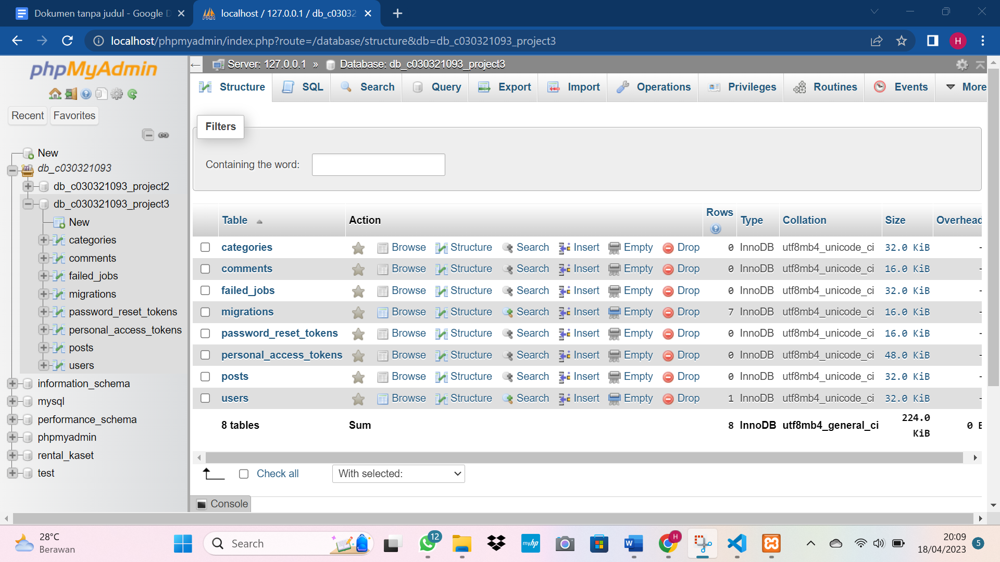 Dokumen tanpa judul - Google D
localhost / 127.0.0.1 / db_c03032
localhost/phpmyadmin/index.php?route=/database/structure&db=db_c030321093_project3
H
phpMyAdmin
Recent
Favorites
New
db_c030321093
db_c030321093_project2
db_c030321093_project3
New
categories
comments
failed_jobs
migrations
password_reset_tokens
personal_access_tokens
posts
users
information_schema
mysql
performance_schema
phpmyadmin
rental_kaset
test
Server: 127.0.0.1 » Database: db_c030321093_project3
Structure SQL Search Query Export Import Operations Privileges Routines Events More
Filters
Containing the word:
Table Action Rows Type Collation Size Overhead
categories Browse Structure Search Insert Empty Drop 0 InnoDB utf8mb4_unicode_ci 32.0 KiB -
comments Browse Structure Search Insert Empty Drop 0 InnoDB utf8mb4_unicode_ci 16.0 KiB -
failed_jobs Browse Structure Search Insert Empty Drop 0 InnoDB utf8mb4_unicode_ci 32.0 KiB -
migrations Browse Structure Search Insert Empty Drop 7 InnoDB utf8mb4_unicode_ci 16.0 KiB -
password_reset_tokens Browse Structure Search Insert Empty Drop 0 InnoDB utf8mb4_unicode_ci 16.0 KiB -
personal_access_tokens Browse Structure Search Insert Empty Drop 0 InnoDB utf8mb4_unicode_ci 48.0 KiB -
posts Browse Structure Search Insert Empty Drop 0 InnoDB utf8mb4_unicode_ci 32.0 KiB -
users Browse Structure Search Insert Empty Drop 1 InnoDB utf8mb4_unicode_ci 32.0 KiB -
8 tables Sum 8 InnoDB utf8mb4_general_ci 224.0 KiB 0 B
Check all
With selected:
Console
28°C
Berawan
Search
12
myhp
W
H
20:09
18/04/2023
5